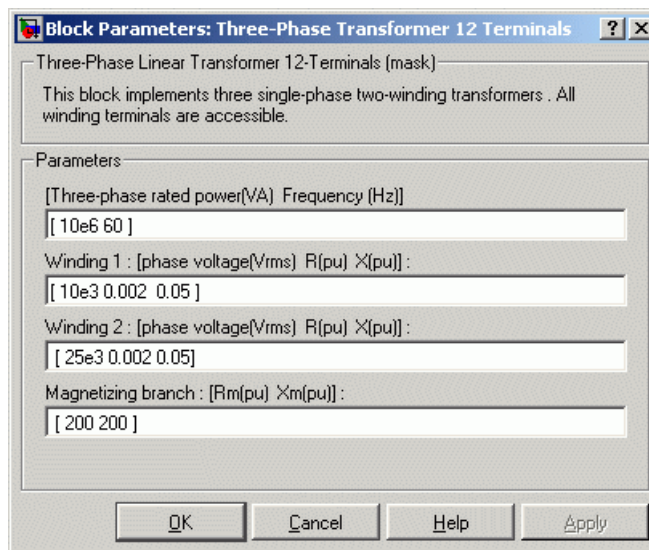 Block Parameters: Three-Phase Transformer 12 Terminals
Three-Phase Linear Transformer 12-Terminals (mask)
This block implements three single-phase two-winding transformers . All
winding terminals are accessible.
Parameters
[Three-phase rated power(VA) Frequency (Hz)]
[ 10e6 60 ]
Winding 1 : [phase voltage(Vrms) R(pu) X(pu)] :
[ 10e3 0.002 0.05 ]
Winding 2 : [phase voltage(Vrms) R(pu) X(pu)] :
[ 25e3 0.002 0.05]
Magnetizing branch : [Rm(pu) Xm(pu)] :
[ 200 200 ]
OK Cancel Help Apply